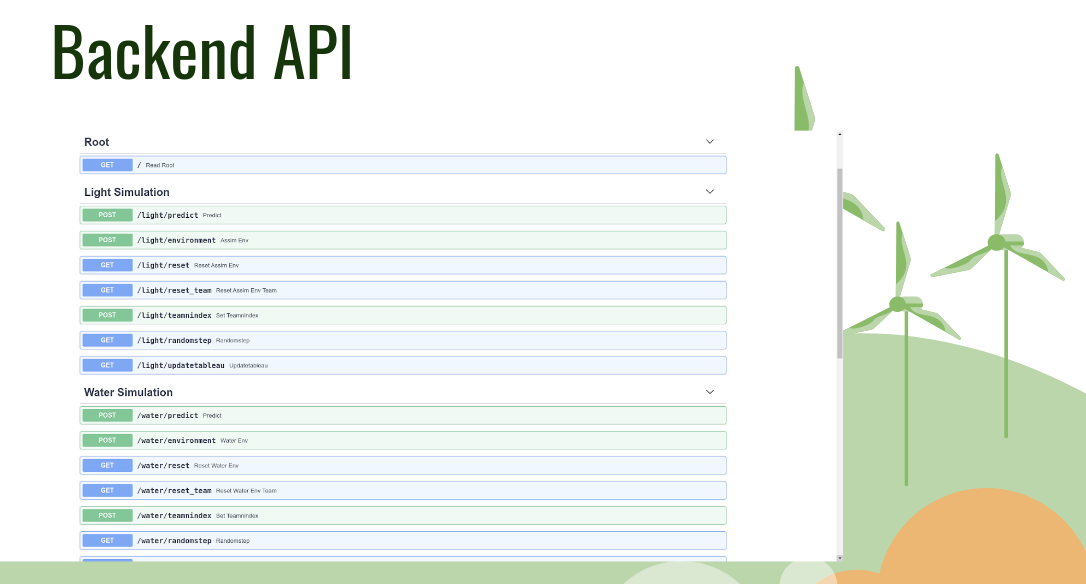 Backend API
Root
GET / Read Root
Light Simulation
POST /light/predict Predict
POST /light/environment Assim Env
GET /light/reset Reset Assim Env
GET /light/reset_team Reset Assim Env Team
POST /light/teamnindex Set Teamnindex
GET /light/randomstep Randomstep
GET /light/updatetableau Updatetableau
Water Simulation
POST /water/predict Predict
POST /water/environment Water Env
GET /water/reset Reset Water Env
GET /water/reset_team Reset Water Env Team
POST /water/teamnindex Set Teamnindex
GET /water/randomstep Randomstep